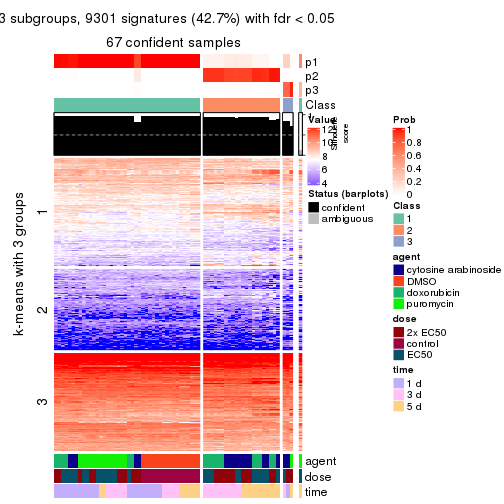 3 subgroups, 9301 signatures (42.7%) with fdr < 0.05
67 confident samples
p1
p2
p3
Class
1
score
k-means with 3 groups
1
2
3
agent
dose
time
Value
12
10
8
6
4
Status (barplots)
confident
ambiguous
Prob
1
0.8
0.6
0.4
0.2
0
Class
1
2
3
agent
cytosine arabinoside
DMSO
doxorubicin
puromycin
dose
2x EC50
control
EC50
time
1 d
3 d
5 d